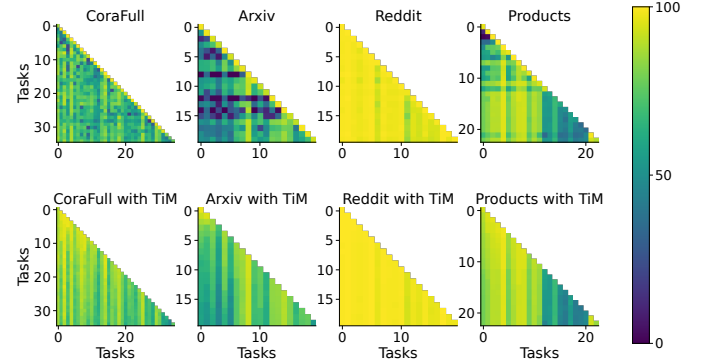 CoraFull Arxiv Reddit Products 100
0 0 0 0
10 5
20 10 10 10
30 15 15 20
Tasks
0 20 0 10 0 10 0 20
50
CoraFull with TiM Arxiv with TiM Reddit with TiM Products with TiM
0 0 0 0
10 5 5
20 10 10 10
30 15 15 20
Tasks
0 20 0 10 0 10 0 20 0
Tasks Tasks Tasks Tasks